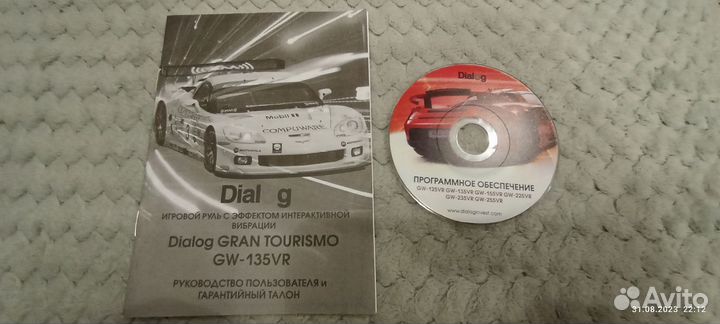 Mobil 1
COMPUWARE
Dial g
ИГРОВОЙ РУЛЬ С ЭФФЕКТОМ ИНТЕРАКТИВНОЙ
ВИБРАЦИИ
Dialog GRAN TOURISMO
GW-135VR
РУКОВОДСТВО ПОЛЬЗОВАТЕЛЯ и
ГАРАНТИЙНЫЙ ТАЛОН
Dialog
ПРОГРАММНОЕ ОБЕСПЕЧЕНИЕ
GW-125VR GW-135VR GW-155VR GW-225VR
GW-235VR GW-255VR
www.dialoginvest.com
Avito
31.08.2023 22:12